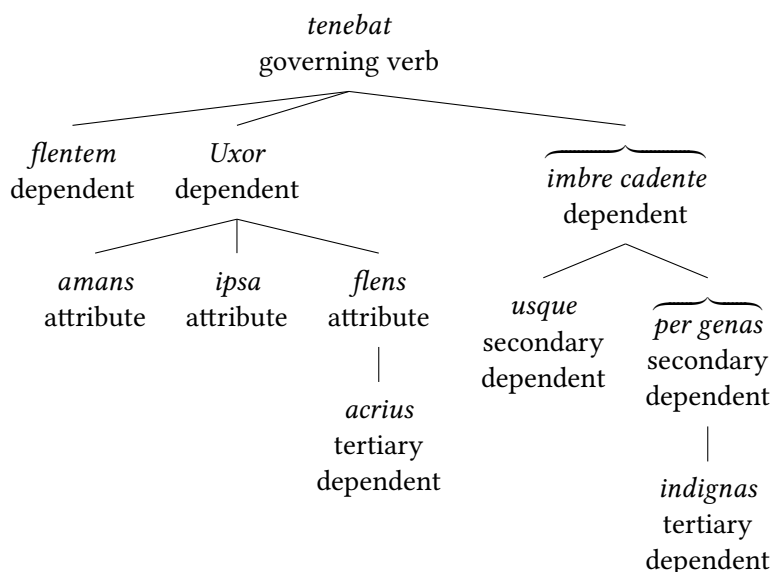 tenebat
governing verb
flentem
dependent
Uxor
dependent
imbre cadente
dependent
amans
attribute
ipsa
attribute
flens
attribute
usque
secondary
dependent
per genas
secondary
dependent
acrius
tertiary
dependent
indignas
tertiary
dependent